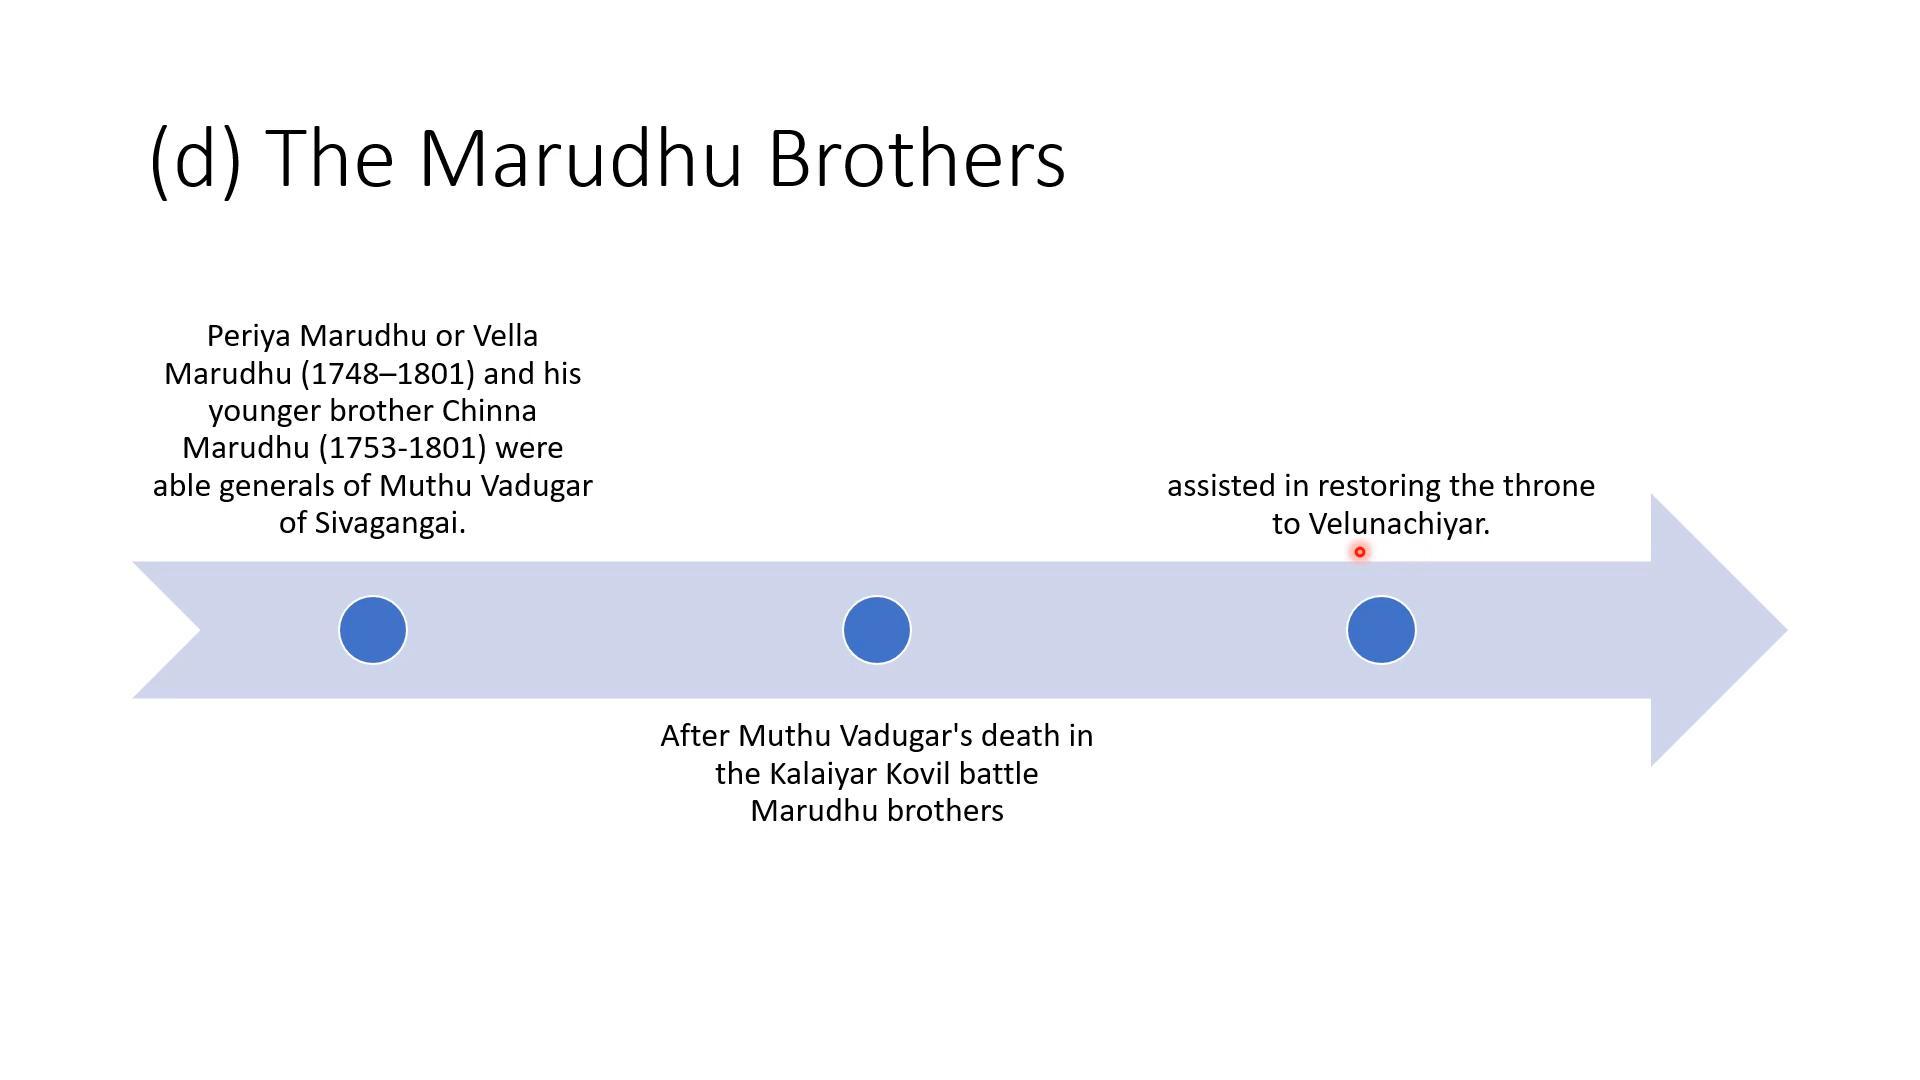 (d) The Marudhu Brothers
Periya Marudhu or Vella
Marudhu (1748–1801) and his
younger brother Chinna
Marudhu (1753-1801) were
able generals of Muthu Vadugar
of Sivagangai.
After Muthu Vadugar's death in
the Kalaiyar Kovil battle
Marudhu brothers
assisted in restoring the throne
to Velunachiyar.